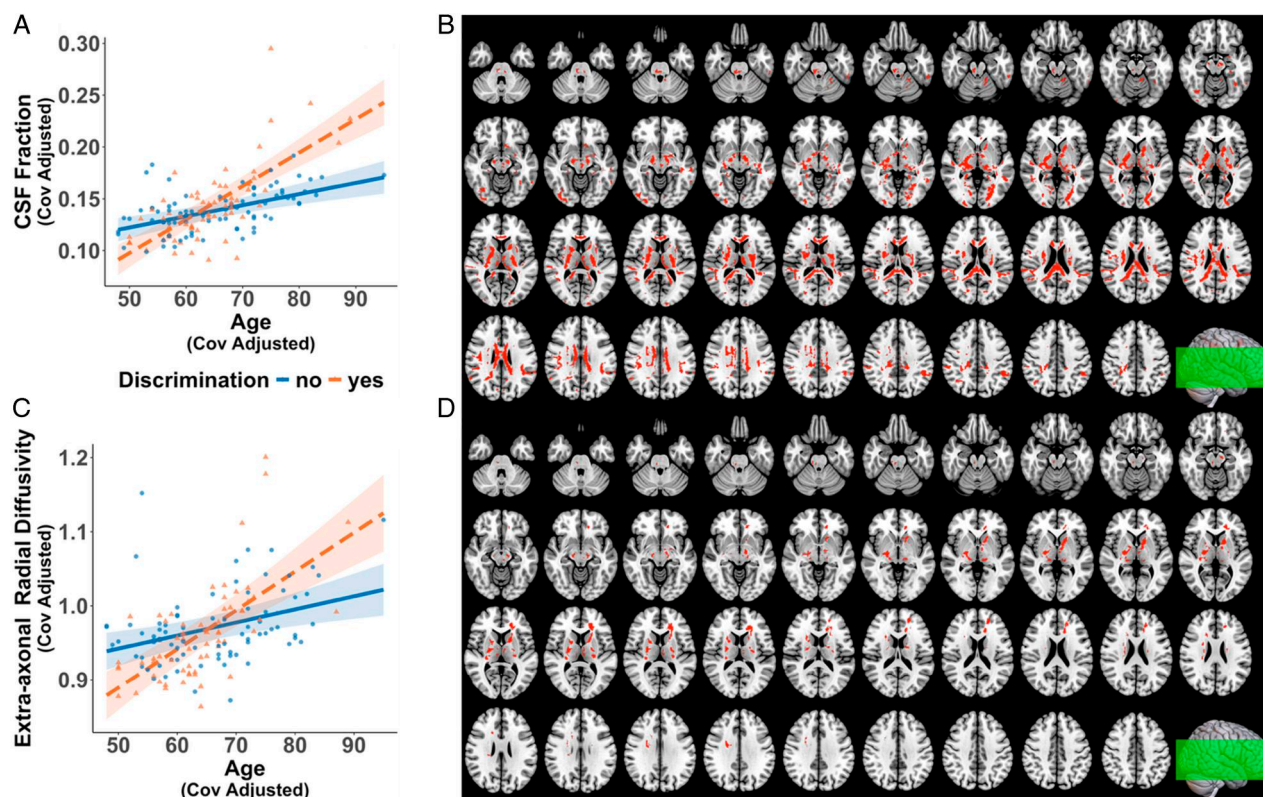 A
B
CSF Fraction
(Cov Adjusted)
0.30
0.25
0.20
0.15
0.10
50 60 70 80 90
Age
(Cov Adjusted)
Discrimination no yes
C
D
Extra-axonal Radial Diffusivity
(Cov Adjusted)
1.2
1.1
1.0
0.9
50 60 70 80 90
Age
(Cov Adjusted)